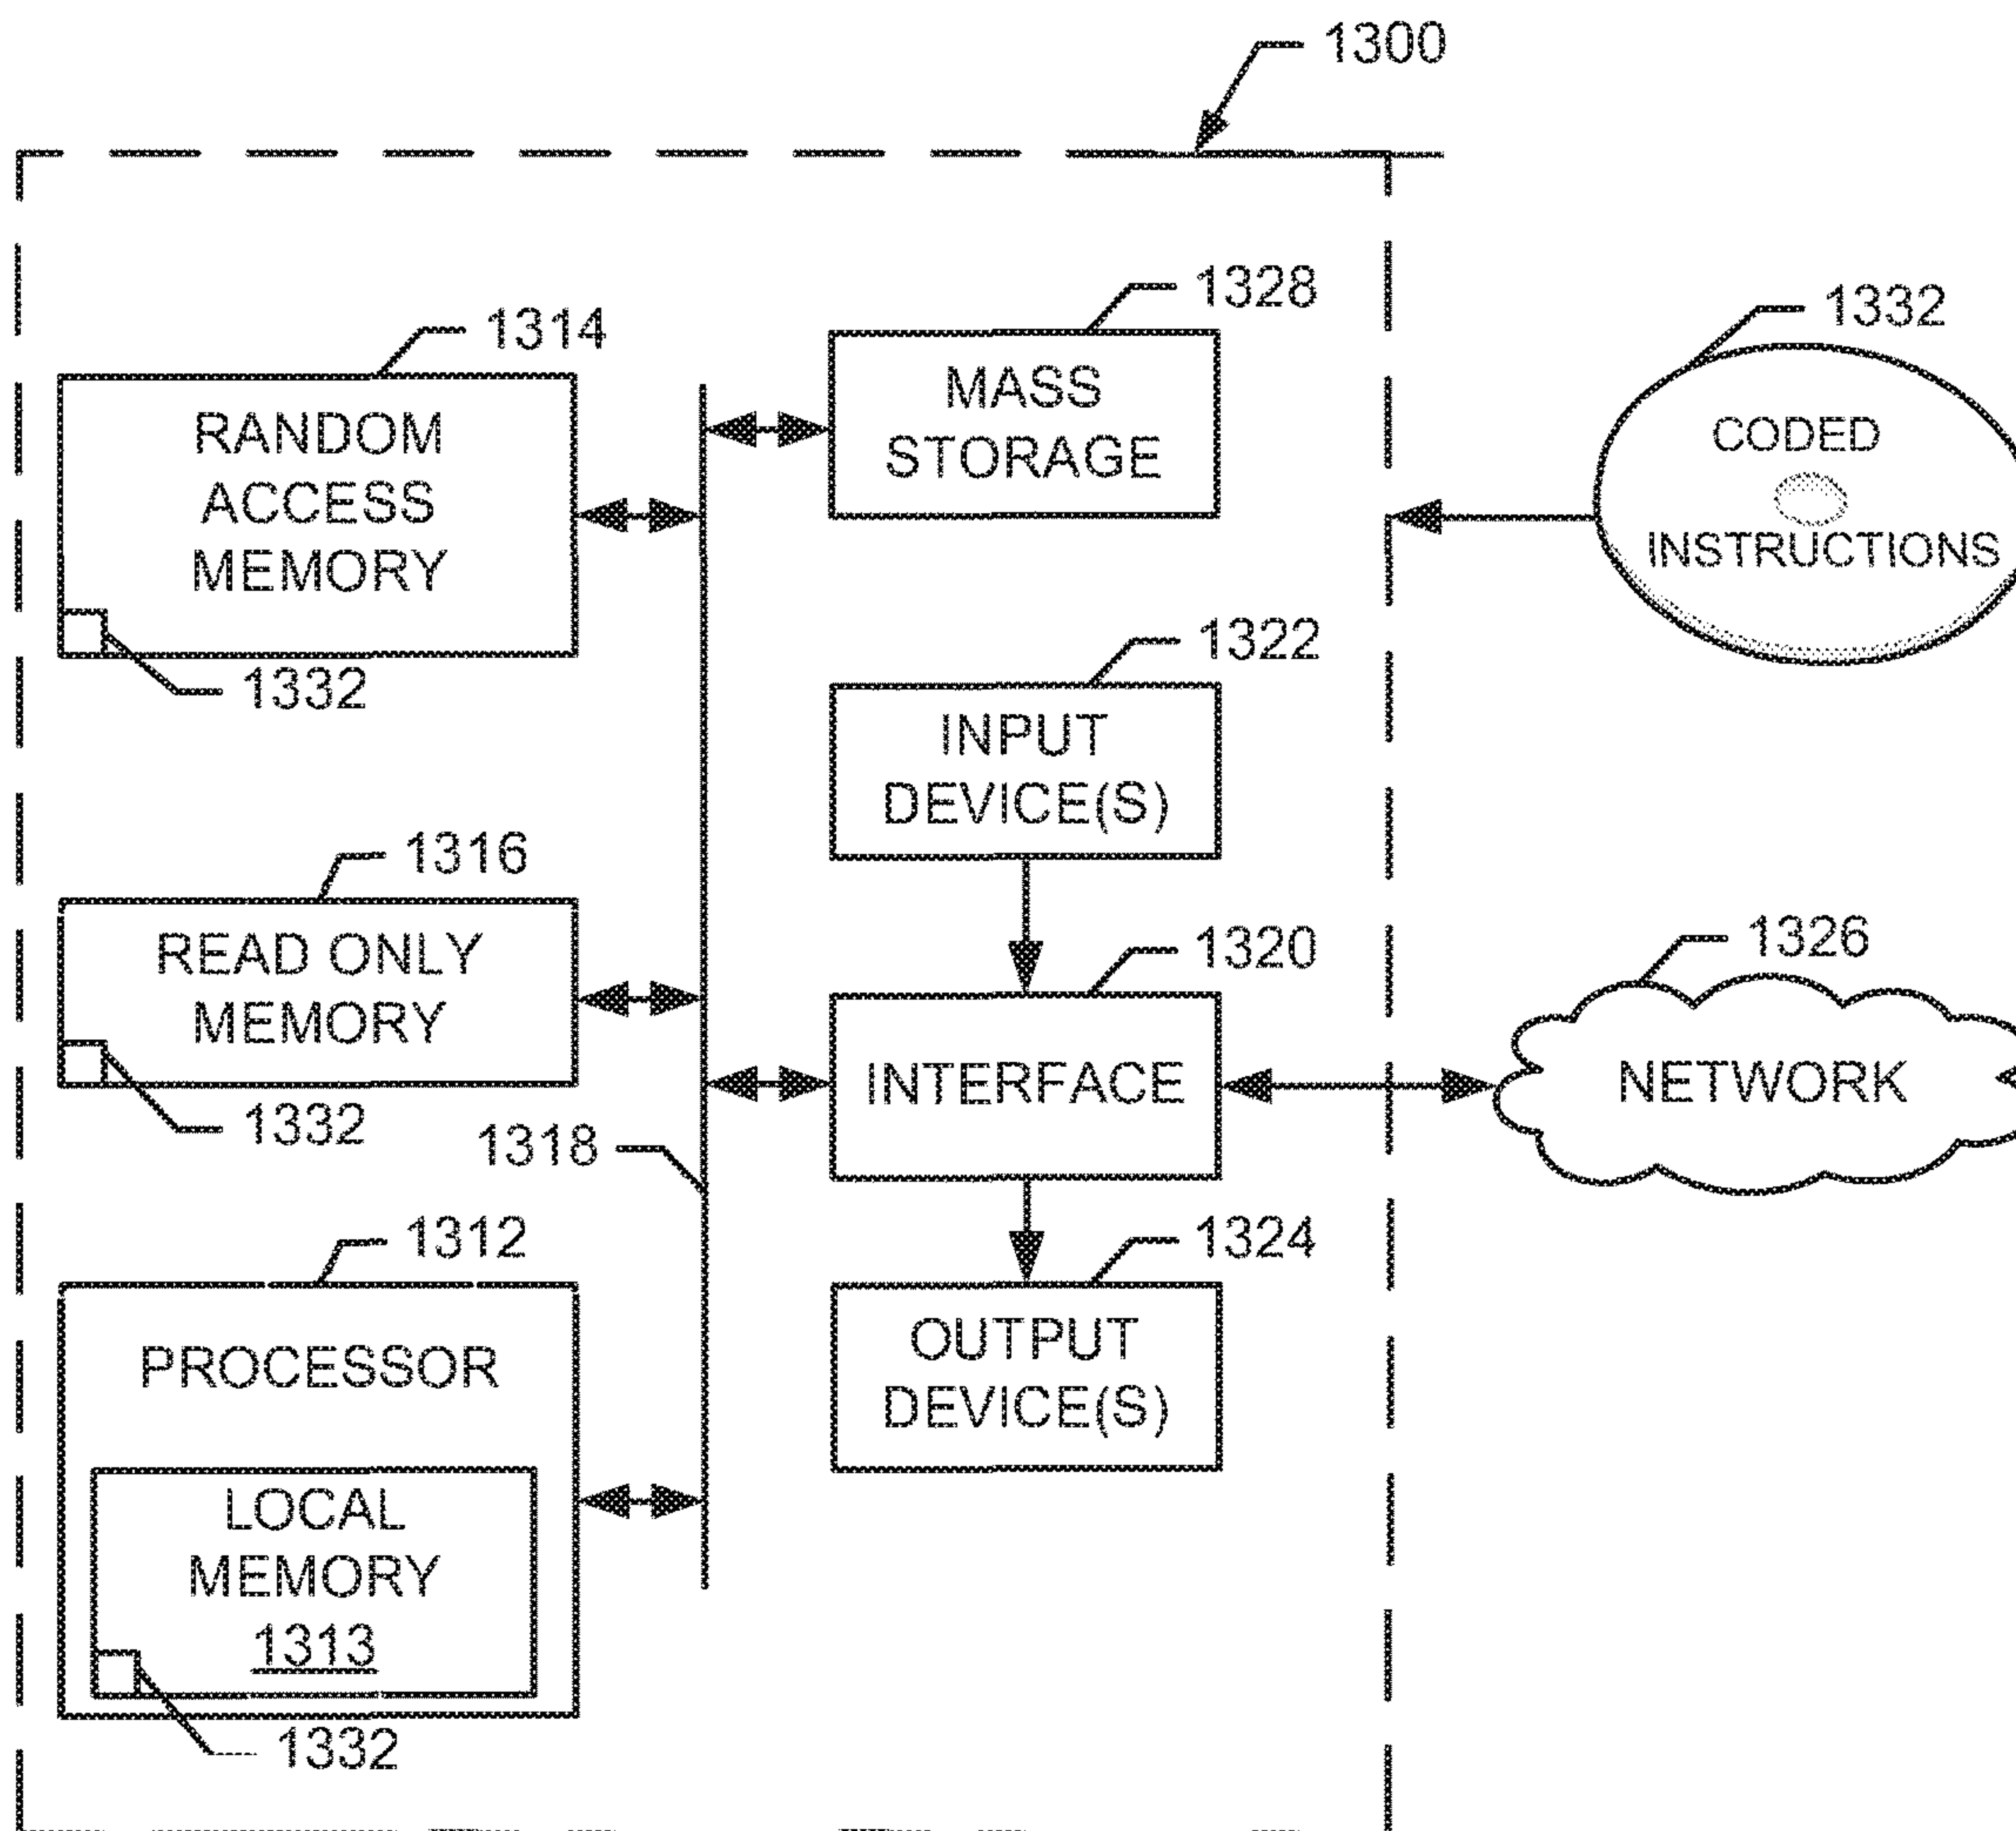 1300
1328
1332
1314
MASS
STORAGE
RANDOM
ACCESS
MEMORY
CODED
INSTRUCTIONS
1332
1322
INPUT
DEVICE(S)
1316
READ ONLY
MEMORY
1320
1326
INTERFACE
NETWORK
1332
1318
1312
1324
PROCESSOR
OUTPUT
DEVICE(S)
LOCAL
MEMORY
1313
1332